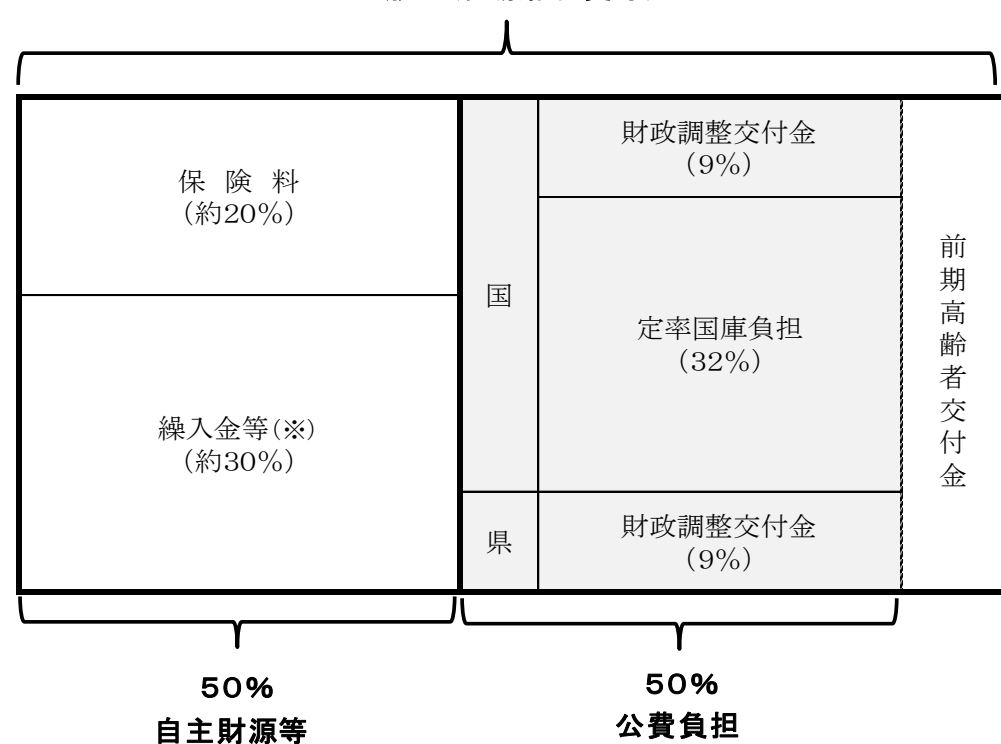 保 険 料
(約20%)
繰入金等(※)
(約30%)
国
財政調整交付金
(9%)
定率国庫負担
(32%)
県
財政調整交付金
(9%)
前期高齢者交付金
50%
自主財源等
50%
公費負担